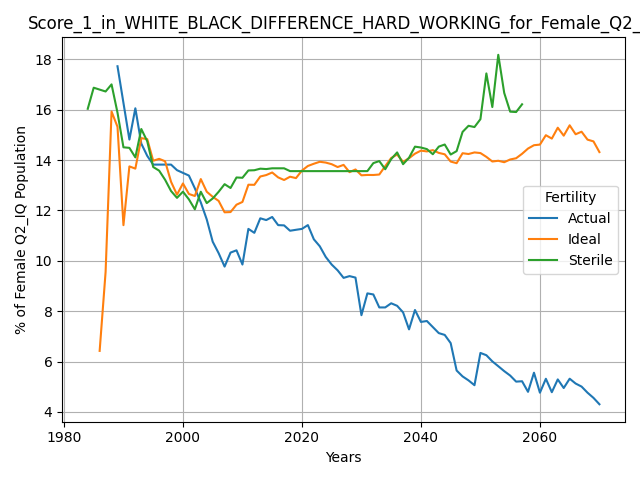 Score_1_in_WHITE_BLACK_DIFFERENCE_HARD_WORKING_for_Female_Q2_
18
16
14
12
10
8
6
4
% of Female Q2_IQ Population
Fertility
Actual
Ideal
Sterile
1980
2000
2020
2040
2060
Years